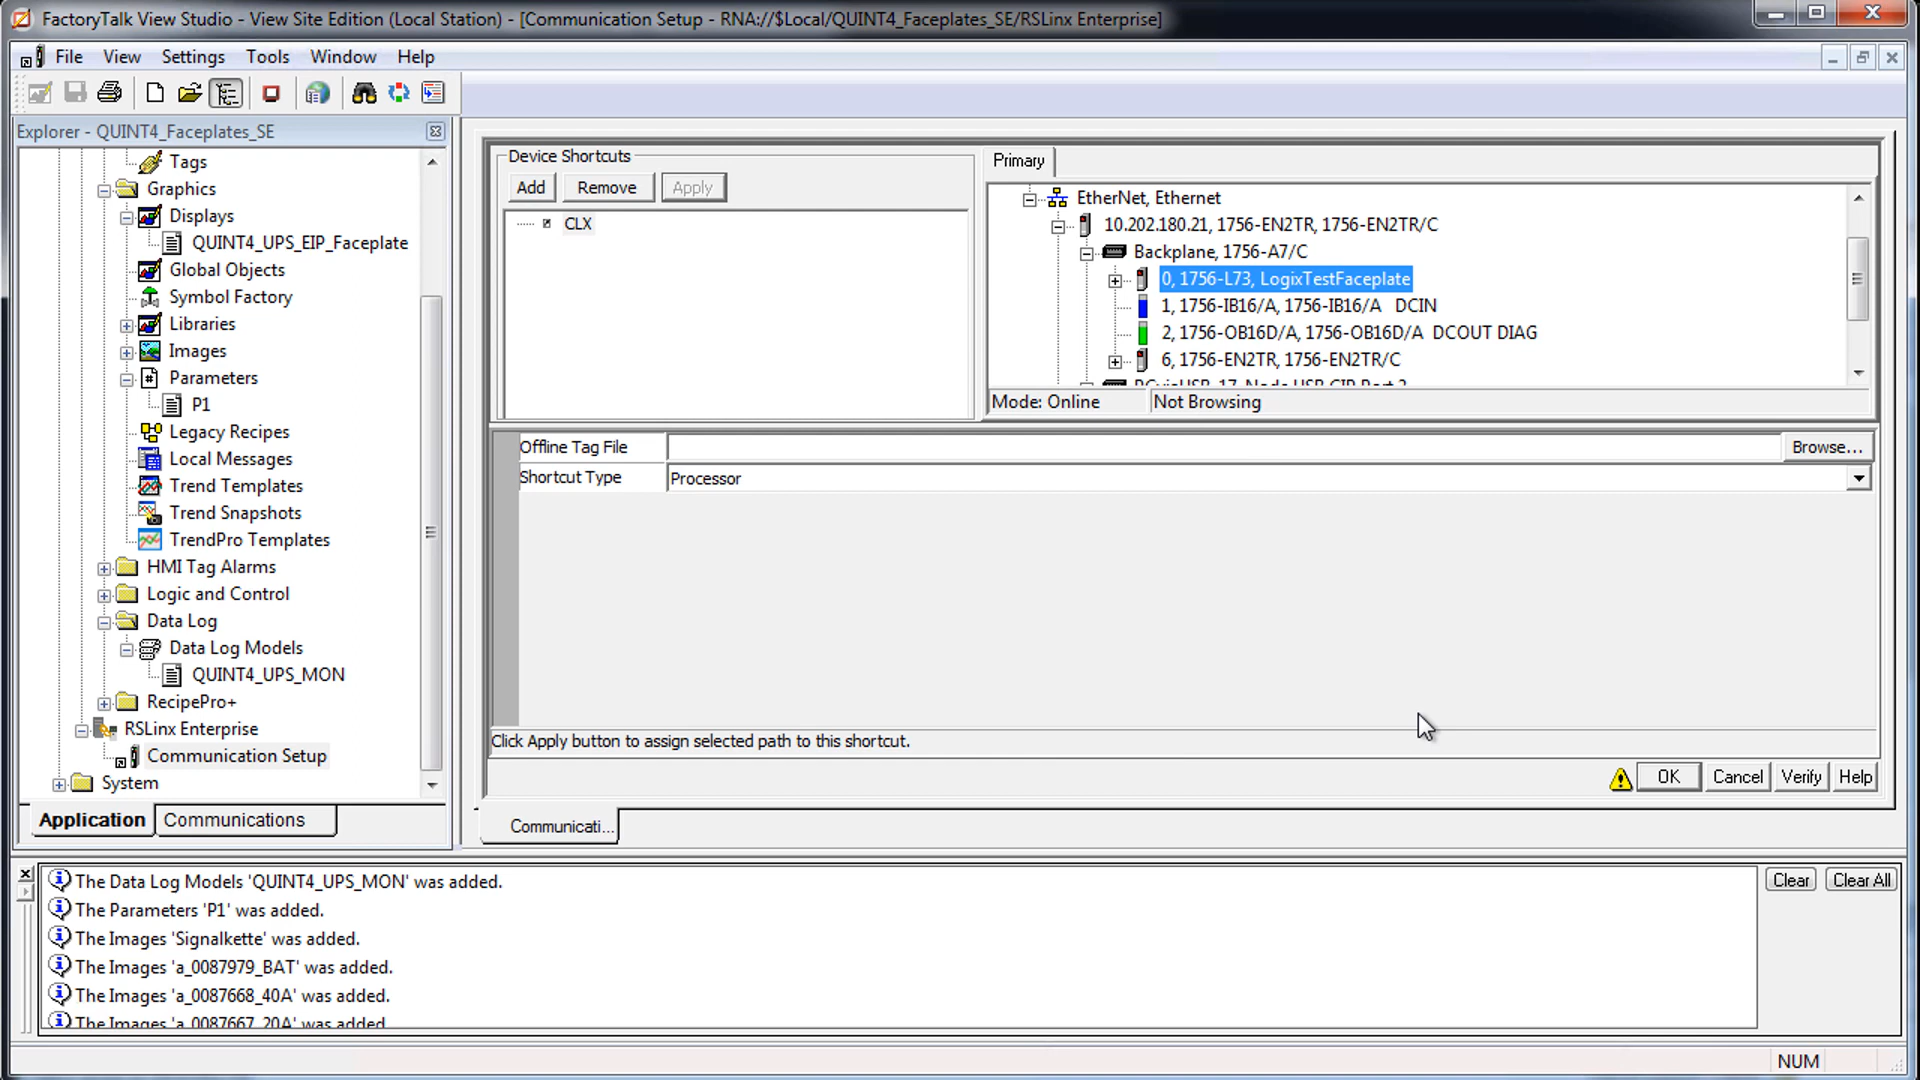 FactoryTalk View Studio - View Site Edition (Local Station) - [Communication Setup - RNA://$Local/QUINT4_Faceplates_SE/RSLinx Enterprise]
File View Settings Tools Window Help
Explorer - QUINT4_Faceplates_SE
Tags
Graphics
Displays
QUINT4_UPS_EIP_Faceplate
Global Objects
Symbol Factory
Libraries
Images
Parameters
P1
Legacy Recipes
Local Messages
Trend Templates
Trend Snapshots
TrendPro Templates
HMI Tag Alarms
Logic and Control
Data Log
Data Log Models
QUINT4_UPS_MON
RecipePro+
RSLinx Enterprise
Communication Setup
System
Application Communications
Device Shortcuts
Add Remove Apply
CLX
Primary
EtherNet, Ethernet
10.202.180.21, 1756-EN2TR, 1756-EN2TR/C
Backplane, 1756-A7/C
0, 1756-L73, LogixTestFaceplate
1, 1756-IB16/A, 1756-IB16/A DCIN
2, 1756-OB16D/A, 1756-OB16D/A DCOUT DIAG
6, 1756-EN2TR, 1756-EN2TR/C
Mode: Online Not Browsing
Offline Tag File Browse...
Shortcut Type Processor
Click Apply button to assign selected path to this shortcut.
OK Cancel Verify Help
Communicati...
The Data Log Models 'QUINT4_UPS_MON' was added.
The Parameters 'P1' was added.
The Images 'Signalkette' was added.
The Images 'a_0087979_BAT' was added.
The Images 'a_0087668_40A' was added.
The Images 'a_0087667_20A' was added.
Clear Clear All
NUM